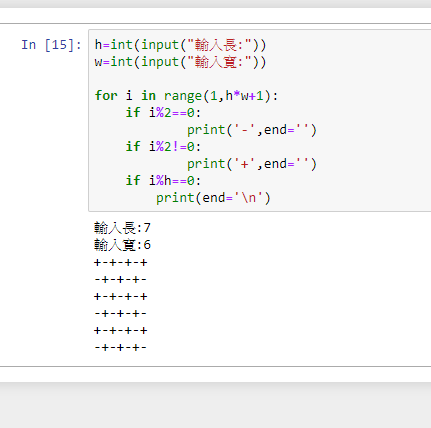 In [15]: h=int(input("輸入長:"))
w=int(input("輸入寬:"))
for i in range(1,h*w+1):
if i%2==0:
print('-',end='')
if i%2!=0:
print('+',end='')
if i%h==0:
print(end='\n')
輸入長:7
輸入寬:6
+-+-+-+
-+-+-+-
+-+-+-+
-+-+-+-
+-+-+-+
-+-+-+-